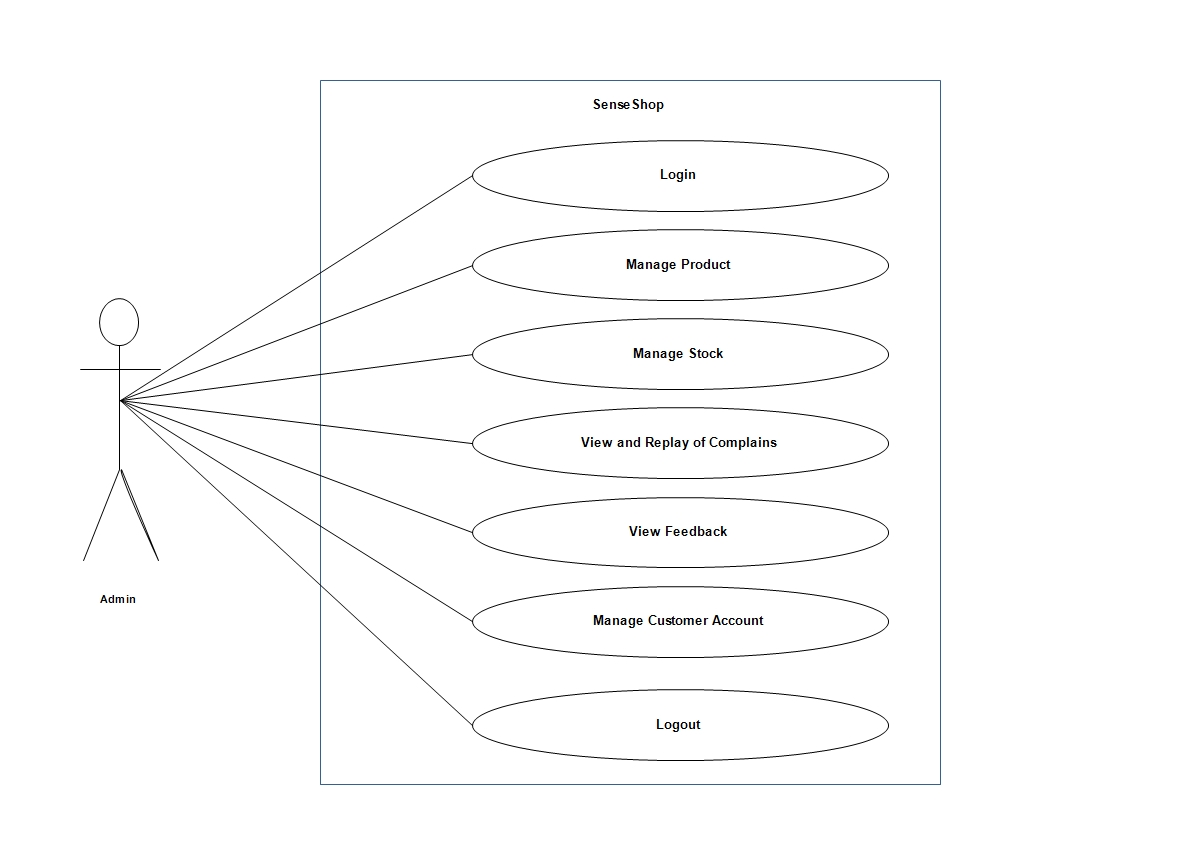 SenseShop
Login
Manage Product
Manage Stock
View and Replay of Complains
View Feedback
Manage Customer Account
Logout
Admin